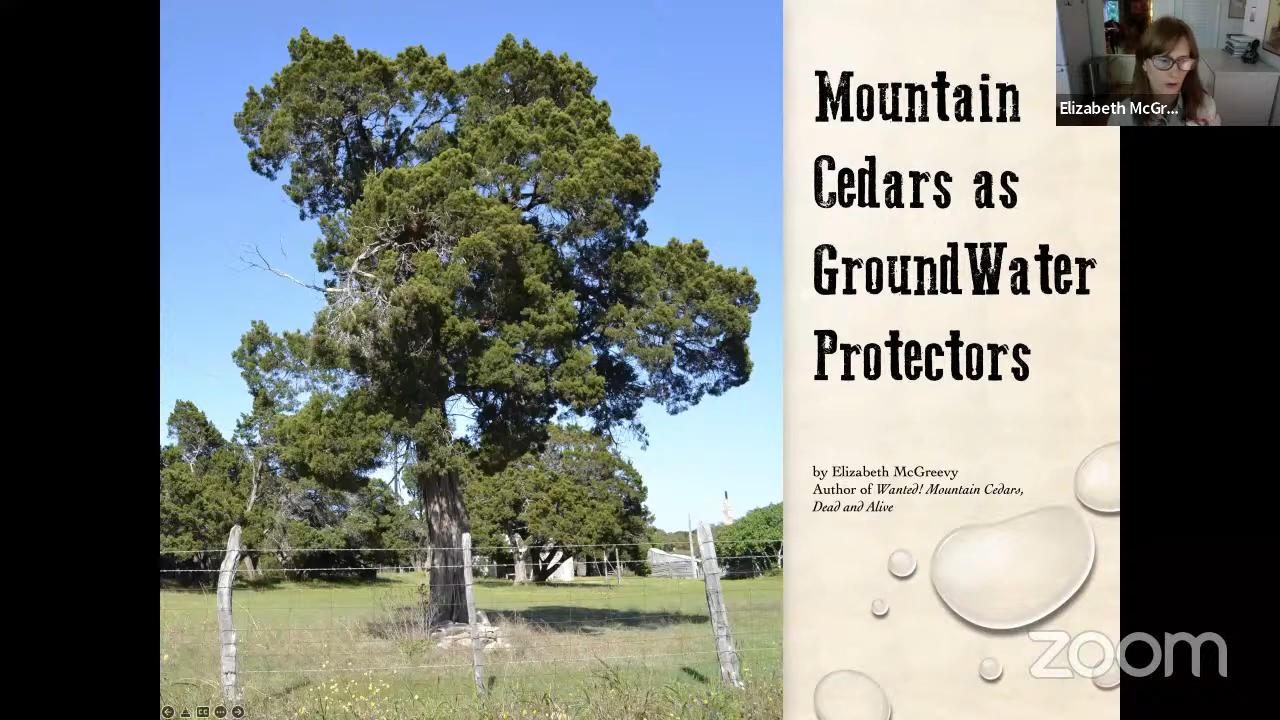 Mountain
Cedars as
GroundWater
Protectors
by Elizabeth McGreevy
Author of Wanted! Mountain Cedars,
Dead and Alive
Elizabeth McGr...
zoom
CC